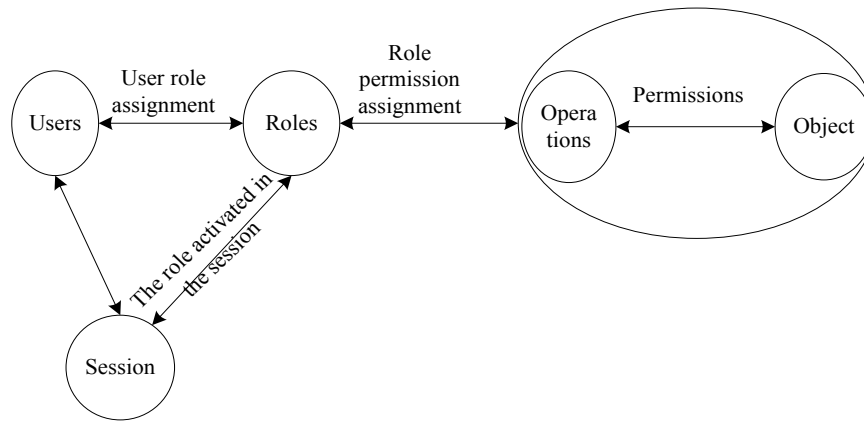 Users
User role
assignment
Roles
Role
permission
assignment
Opera
tions
Permissions
Object
The role activated in
the session
Session